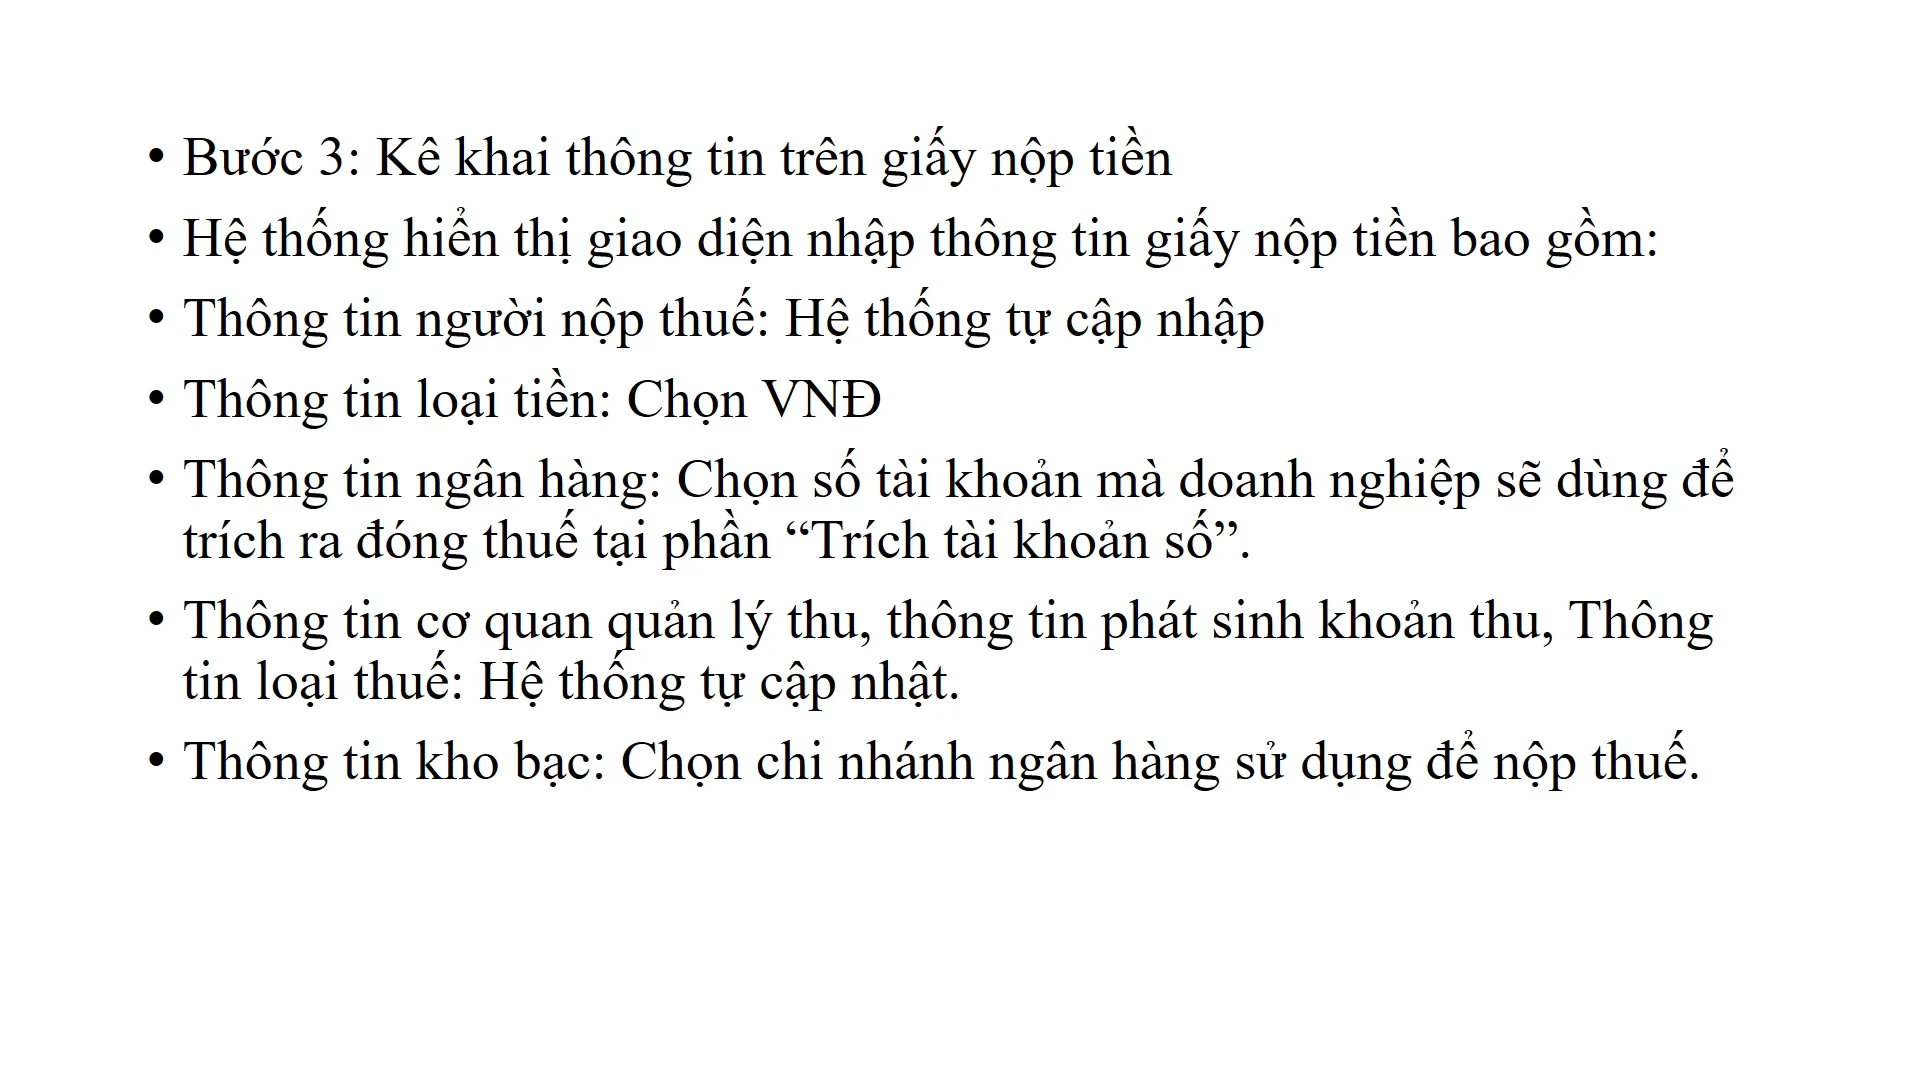 • Bước 3: Kê khai thông tin trên giấy nộp tiền
• Hệ thống hiển thị giao diện nhập thông tin giấy nộp tiền bao gồm:
• Thông tin người nộp thuế: Hệ thống tự cập nhập
• Thông tin loại tiền: Chọn VNĐ
• Thông tin ngân hàng: Chọn số tài khoản mà doanh nghiệp sẽ dùng để
trích ra đóng thuế tại phần “Trích tài khoản số”.
• Thông tin cơ quan quản lý thu, thông tin phát sinh khoản thu, Thông
tin loại thuế: Hệ thống tự cập nhật.
• Thông tin kho bạc: Chọn chi nhánh ngân hàng sử dụng để nộp thuế.